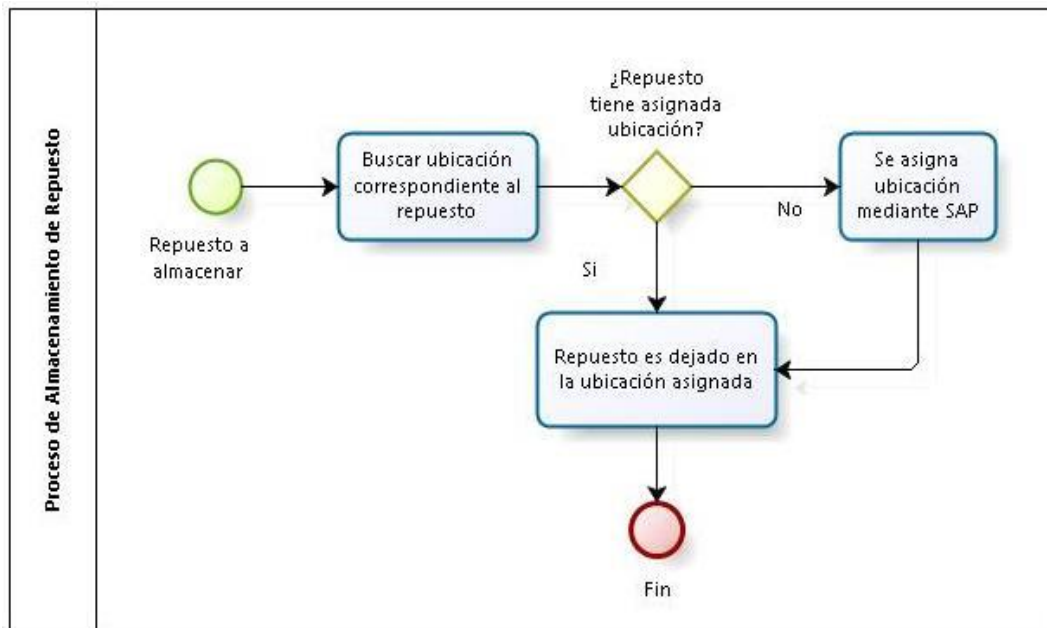 Proceso de Almacenamiento de Repuesto
¿Repuesto
tiene asignada
ubicación?
Buscar ubicación
correspondiente al
repuesto
Se asigna
ubicación
mediante SAP
No
Repuesto a
almacenar
Si
Repuesto es dejado en
la ubicación asignada
Fin